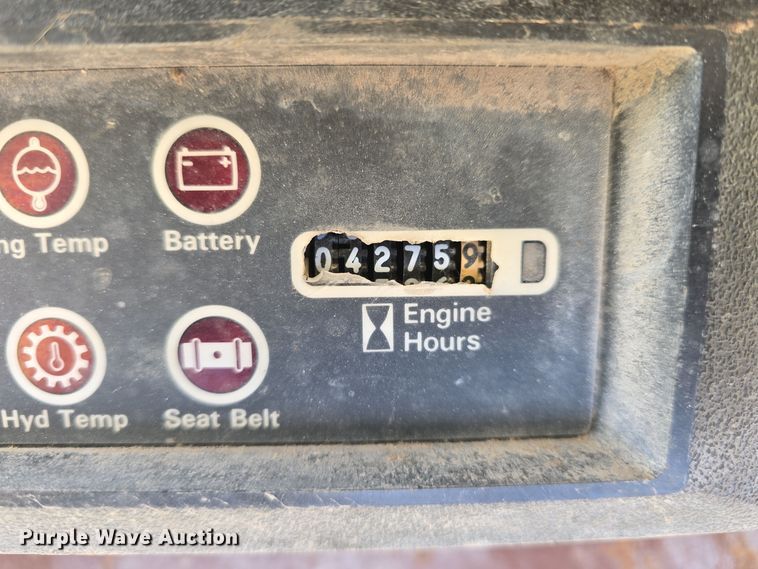 ng Temp
Battery
042759
Engine
Hours
Hyd Temp
Seat Belt
Purple Wave Auction